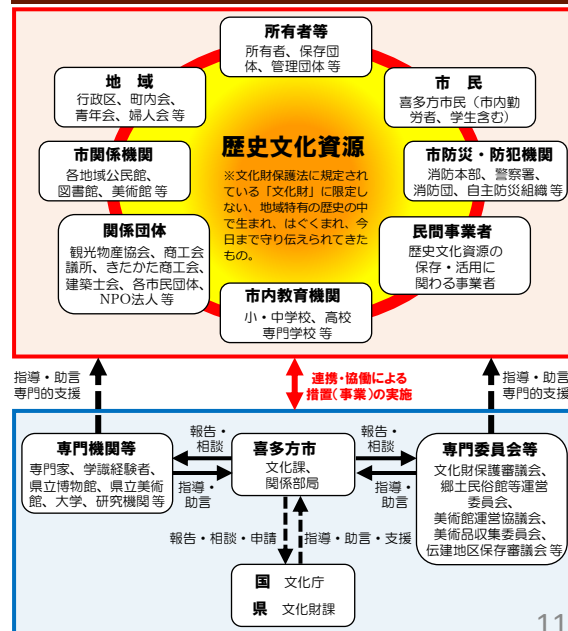 所有者等
所有者、保存団
体、管理団体 等
地 域
行政区、町内会、
青年会、婦人会 等
市 民
喜多方市民（市内勤
労者、学生含む）
市関係機関
各地域公民館、
図書館、美術館 等
歴史文化資源
※文化財保護法に規定され
ている「文化財」に限定し
ない、地域特有の歴史の中
で生まれ、はぐくまれ、今
日まで守り伝えられてきた
もの。
市防災・防犯機関
消防本部、警察署、
消防団、自主防災組織 等
関係団体
観光物産協会、商工会
議所、きたかた商工会、
建築士会、各市民団体、
NPO法人 等
民間事業者
歴史文化資源の
保存・活用に
関わる事業者
市内教育機関
小・中学校、高校
専門学校 等
指導・助言
専門的支援
連携・協働による
措置(事業)の実施
指導・助言
専門的支援
専門機関等
専門家、学識経験者、
県立博物館、県立美術
館、大学、研究機関 等
報告・
相談
指導・
助言
喜多方市
文化課、
関係部局
報告・
相談
指導・
助言
専門委員会等
文化財保護審議会、
郷土民俗館等運営
委員会、
美術館運営協議会、
美術品収集委員会、
伝建地区保存審議会 等
報告・相談・申請
指導・助言・支援
国 文化庁
県 文化財課
11